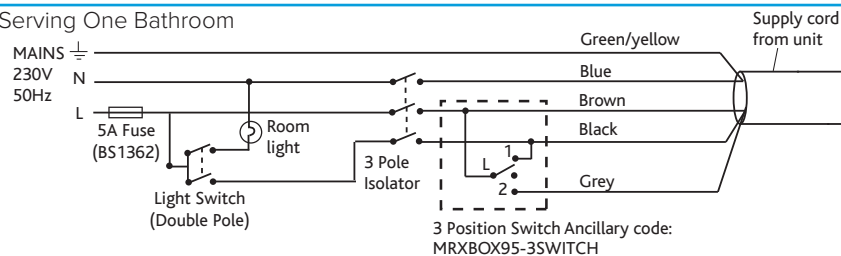 Serving One Bathroom
Supply cord
from unit
MAINS
230V
50Hz
N
L
Green/yellow
Blue
Brown
Black
Grey
5A Fuse
(BS1362)
Room
light
Light Switch
(Double Pole)
3 Pole
Isolator
L
1
2
3 Position Switch Ancillary code:
MRXBOX95-3SWITCH